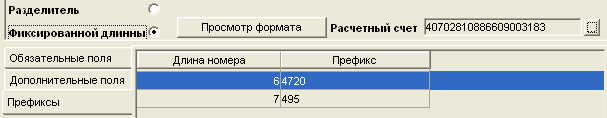 Разделитель
Фиксированной длинны Просмотр формата Расчетный счет 40702810886609003183 ...
Обязательные поля
Дополнительные поля
Префиксы
Длина номера Префикс
6 4720
7 495